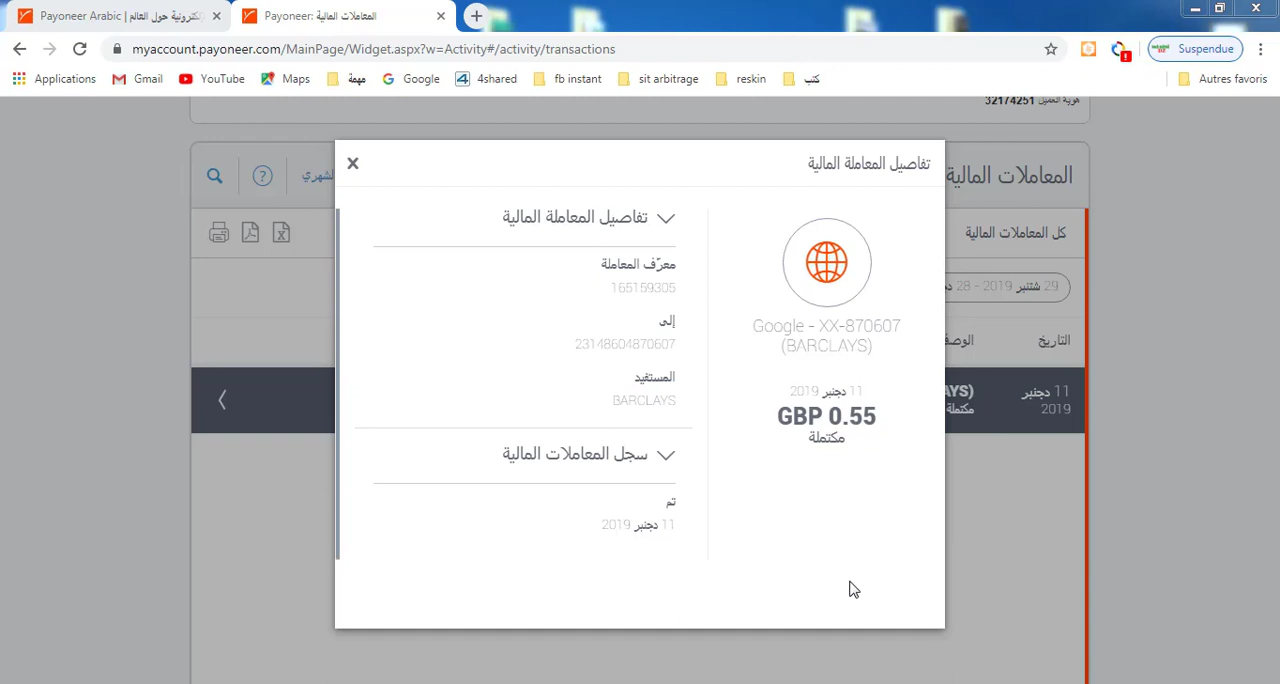 Payoneer Arabic | إلكترونية حول العالم
Payoneer: المعاملات المالية
myaccount.payoneer.com/MainPage/Widget.aspx?w=Activity#/activity/transactions
Suspendue
Applications
Gmail
YouTube
Maps
مهمة
Google
4shared
fb instant
sit arbitrage
reskin
كتب
Autres favoris
هوية العميل 32174251
المعاملات المالية
الشهري
كل المعاملات المالية
29 شتنبر 2019 - 28
التاريخ
الوصف
11 دجنبر
2019
مكتملة
تفاصيل المعاملة المالية
Google - XX-870607
(BARCLAYS)
11 دجنبر 2019
GBP 0.55
مكتملة
تفاصيل المعاملة المالية
معرّف المعاملة
165159305
إلى
23148604870607
المستفيد
BARCLAYS
سجل المعاملات المالية
تم
11 دجنبر 2019